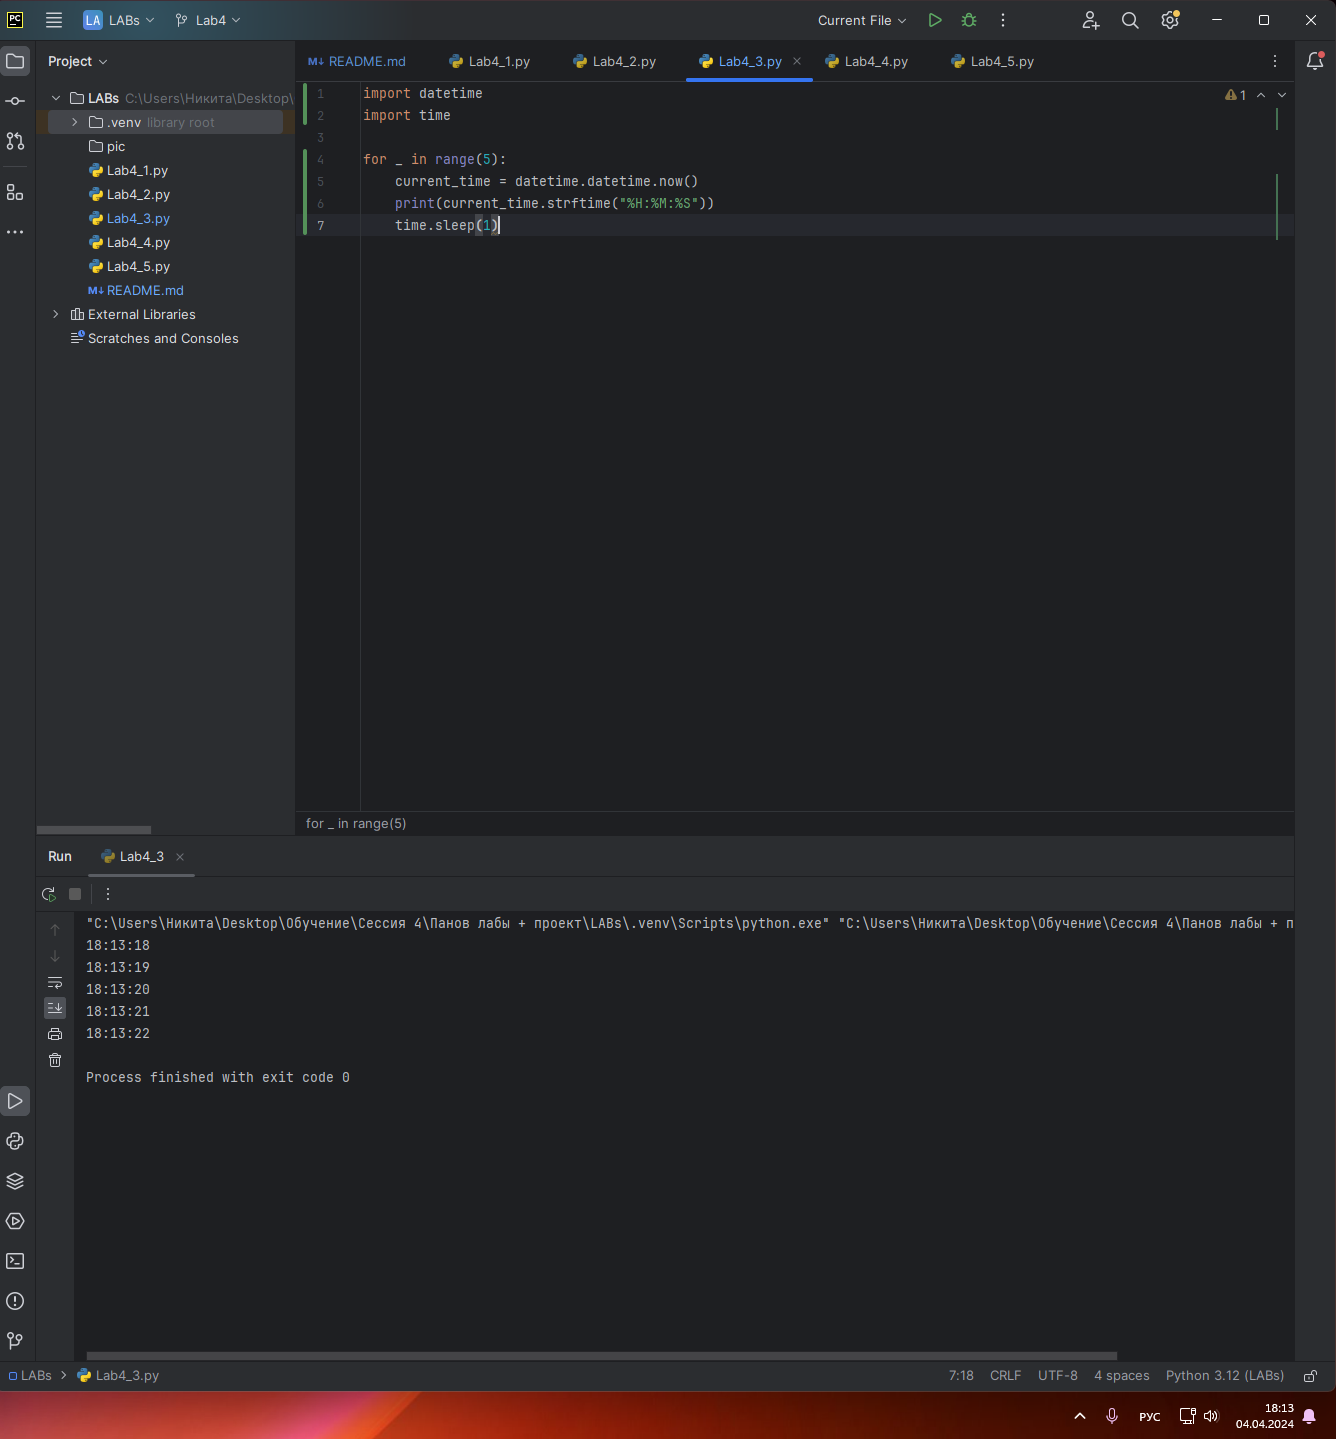 PC LA LABs Lab4 Current File
Project
README.md Lab4_1.py Lab4_2.py Lab4_3.py Lab4_4.py Lab4_5.py
LABs C:\Users\Никита\Desktop\
.venv library root
pic
Lab4_1.py
Lab4_2.py
Lab4_3.py
Lab4_4.py
Lab4_5.py
M↓ README.md
External Libraries
Scratches and Consoles
1 import datetime
2 import time
3
4 for _ in range(5):
5 current_time = datetime.datetime.now()
6 print(current_time.strftime("%H:%M:%S"))
7 time.sleep(1)
1
for _ in range(5)
Run Lab4_3
"C:\Users\Никита\Desktop\Обучение\Сессия 4\Панов лабы + проект\LABs\.venv\Scripts\python.exe" "C:\Users\Никита\Desktop\Обучение\Сессия 4\Панов лабы + п
18:13:18
18:13:19
18:13:20
18:13:21
18:13:22
Process finished with exit code 0
LABs Lab4_3.py 7:18 CRLF UTF-8 4 spaces Python 3.12 (LABs)
РУС
18:13
04.04.2024